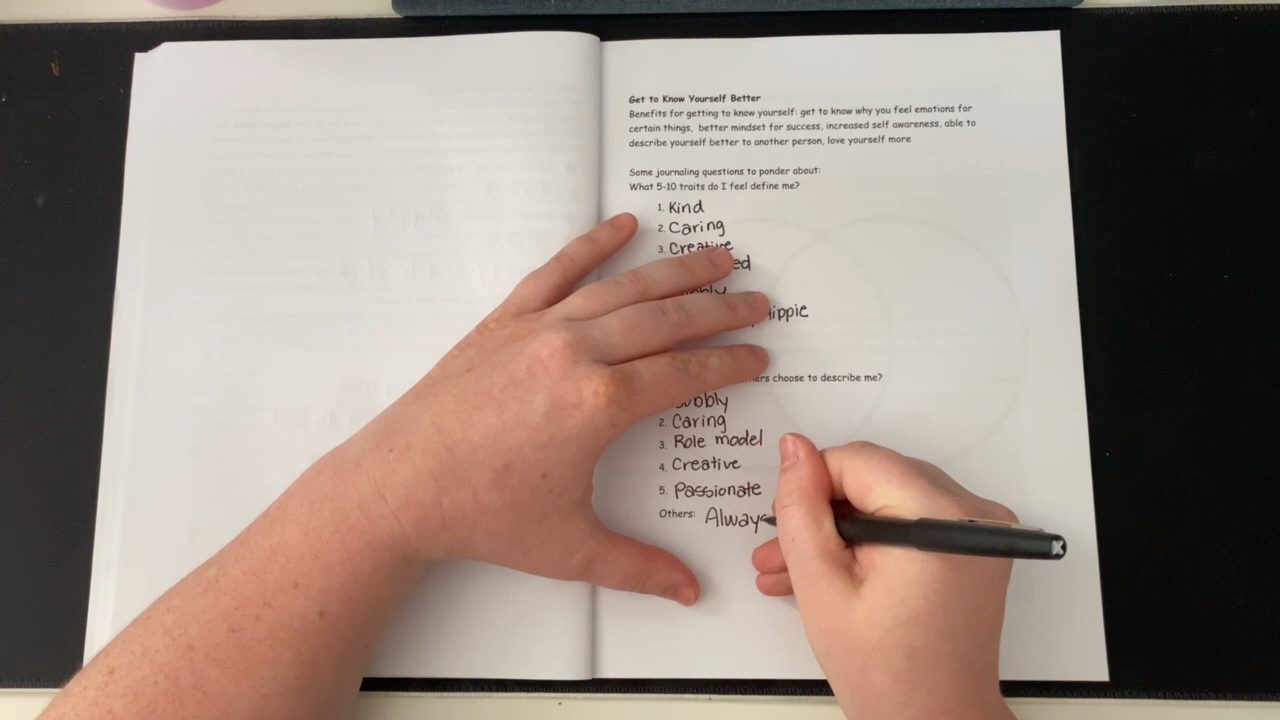 Get to Know Yourself Better
Benefits for getting to know yourself: get to know why you feel emotions for
certain things, better mindset for success, increased self awareness, able to
describe yourself better to another person, love yourself more
Some journaling questions to ponder about:
What 5-10 traits do I feel define me?
1. Kind
2. Caring
3. Creative
choose to describe me?
2. Caring
3. Role model
4. Creative
5. Passionate
Others: Always